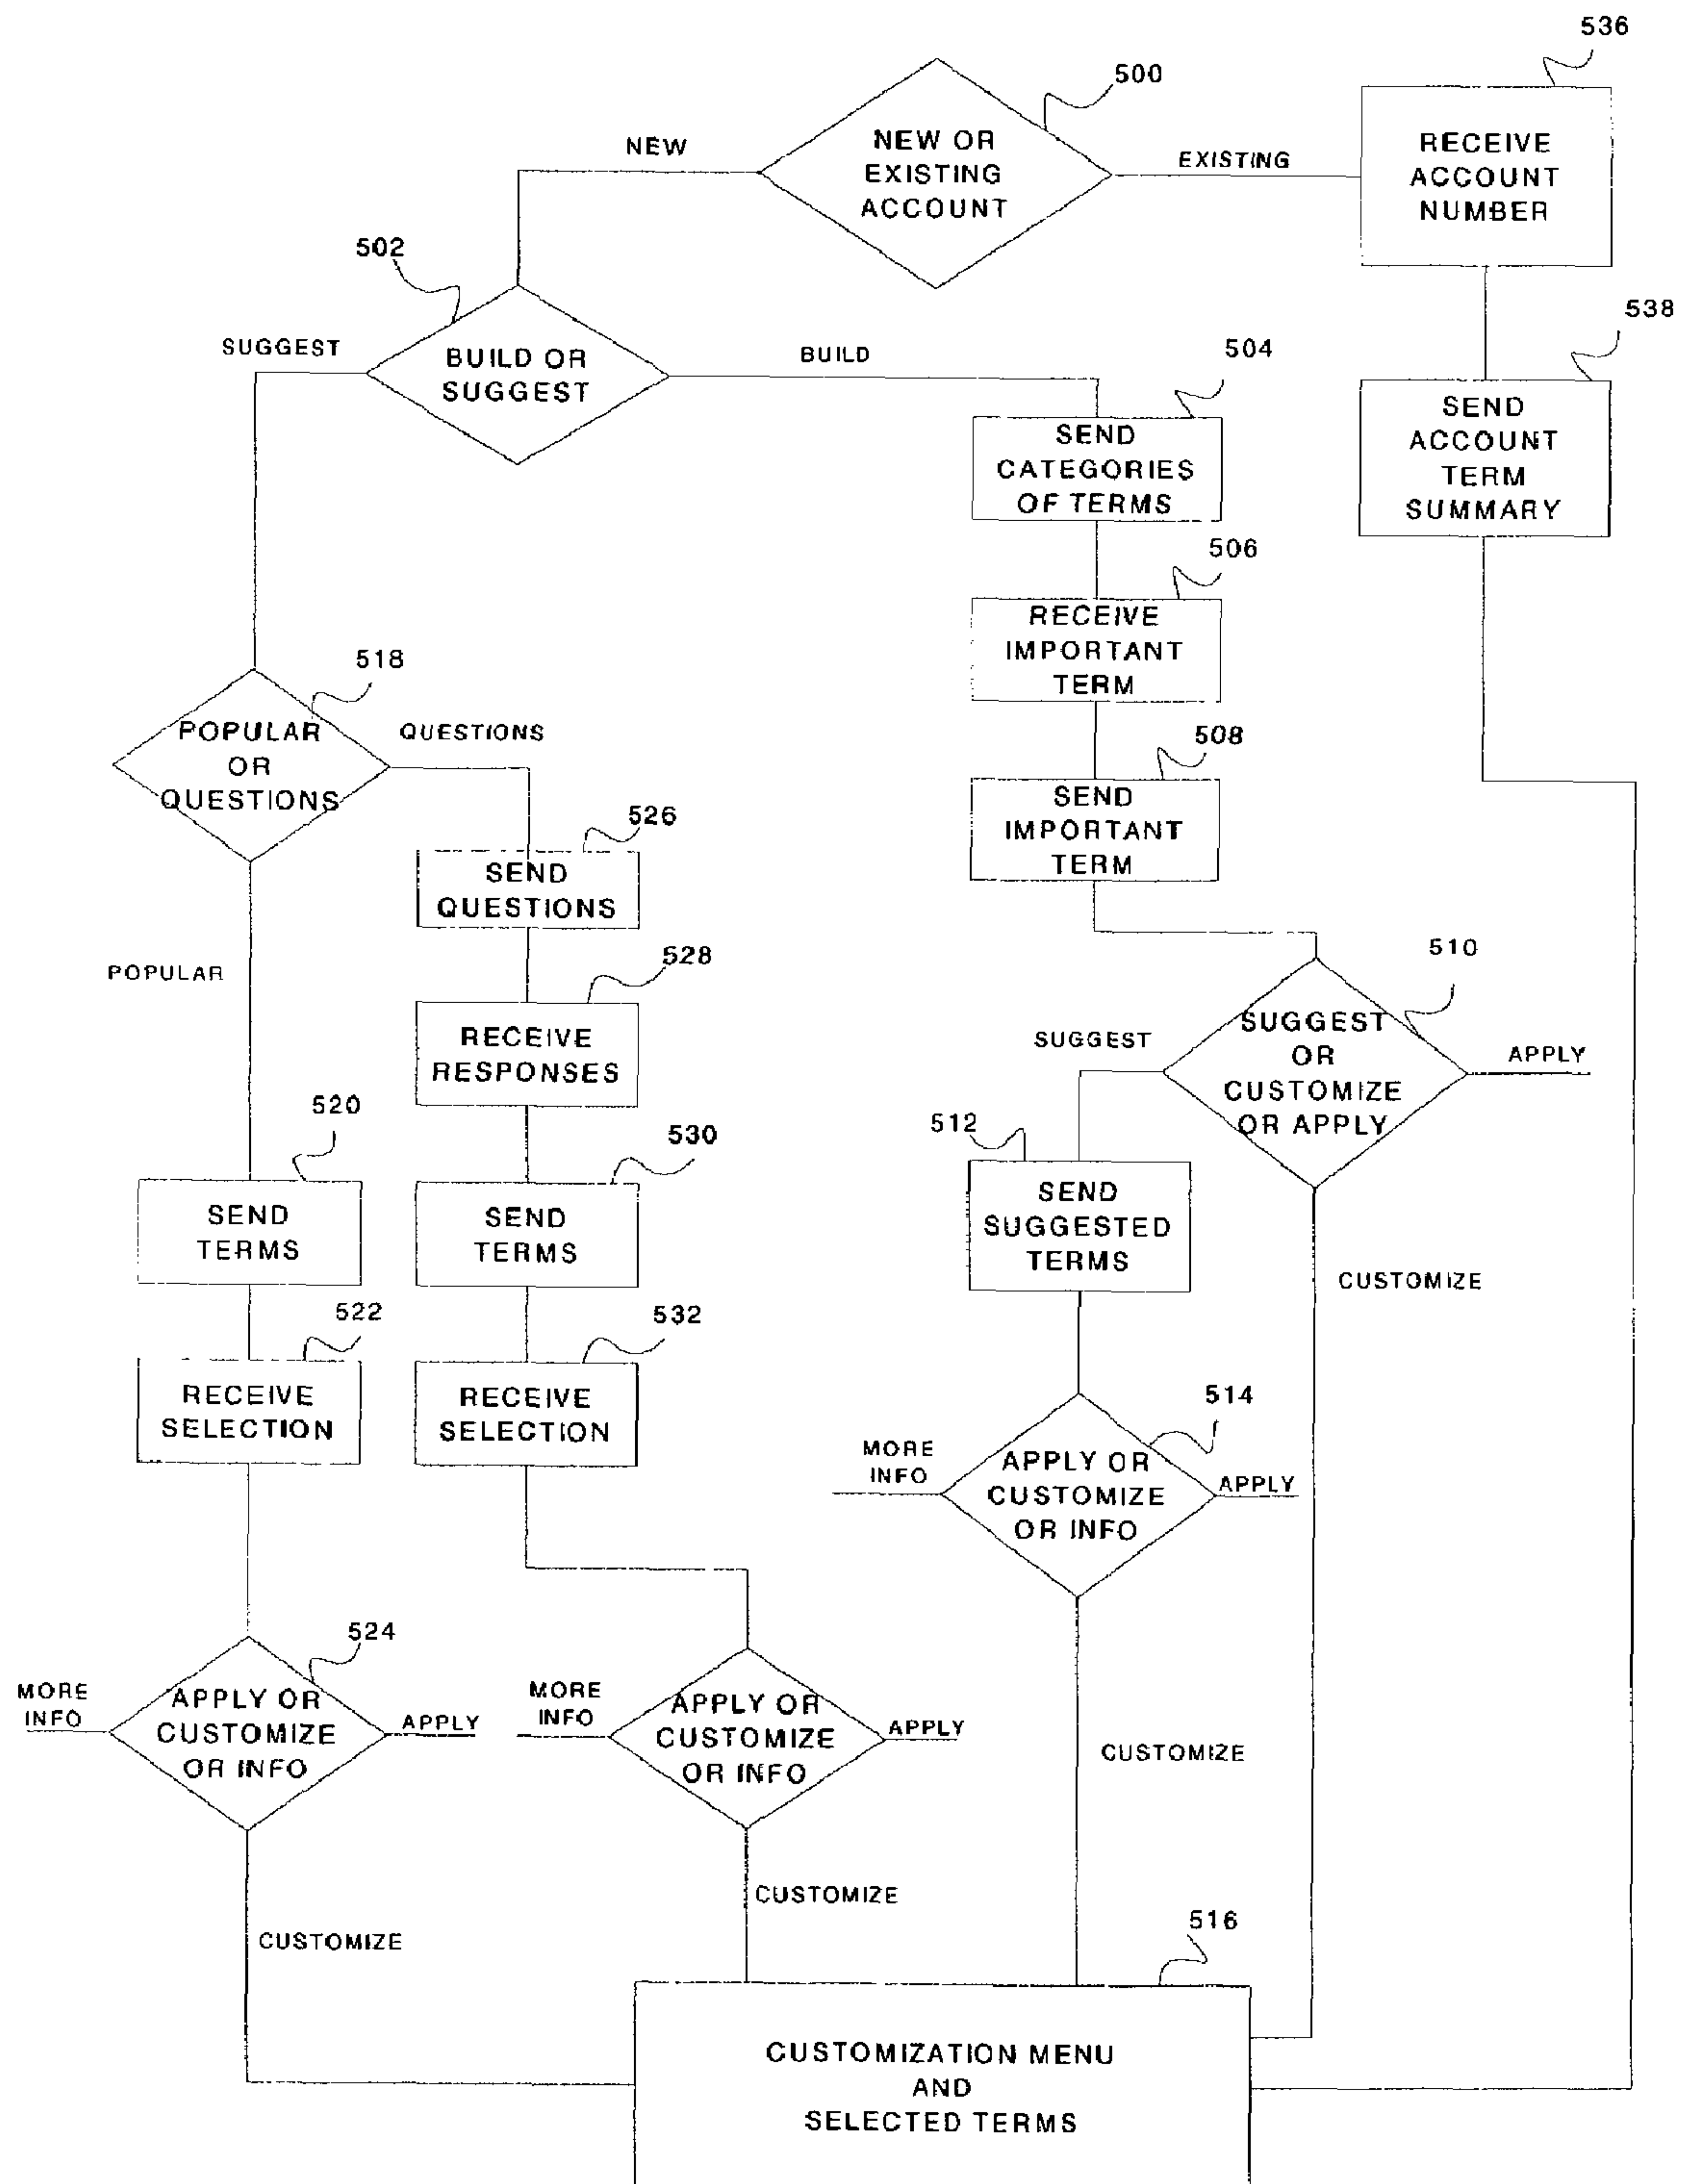 536
500
NEW OR
EXISTING
ACCOUNT
NEW
EXISTING
RECEIVE
ACCOUNT
NUMBER
502
BUILD OR
SUGGEST
SUGGEST
BUILD
504
SEND
CATEGORIES
OF TERMS
538
SEND
ACCOUNT
TERM
SUMMARY
506
RECEIVE
IMPORTANT
TERM
508
SEND
IMPORTANT
TERM
518
POPULAR
OR
QUESTIONS
QUESTIONS
POPULAR
526
SEND
QUESTIONS
528
RECEIVE
RESPONSES
510
SUGGEST
OR
CUSTOMIZE
OR APPLY
SUGGEST
APPLY
CUSTOMIZE
512
SEND
SUGGESTED
TERMS
520
SEND
TERMS
530
SEND
TERMS
522
RECEIVE
SELECTION
532
RECEIVE
SELECTION
514
APPLY OR
CUSTOMIZE
OR INFO
MORE
INFO
APPLY
CUSTOMIZE
524
APPLY OR
CUSTOMIZE
OR INFO
MORE
INFO
APPLY
CUSTOMIZE
MORE
INFO
APPLY OR
CUSTOMIZE
OR INFO
APPLY
CUSTOMIZE
516
CUSTOMIZATION MENU
AND
SELECTED TERMS